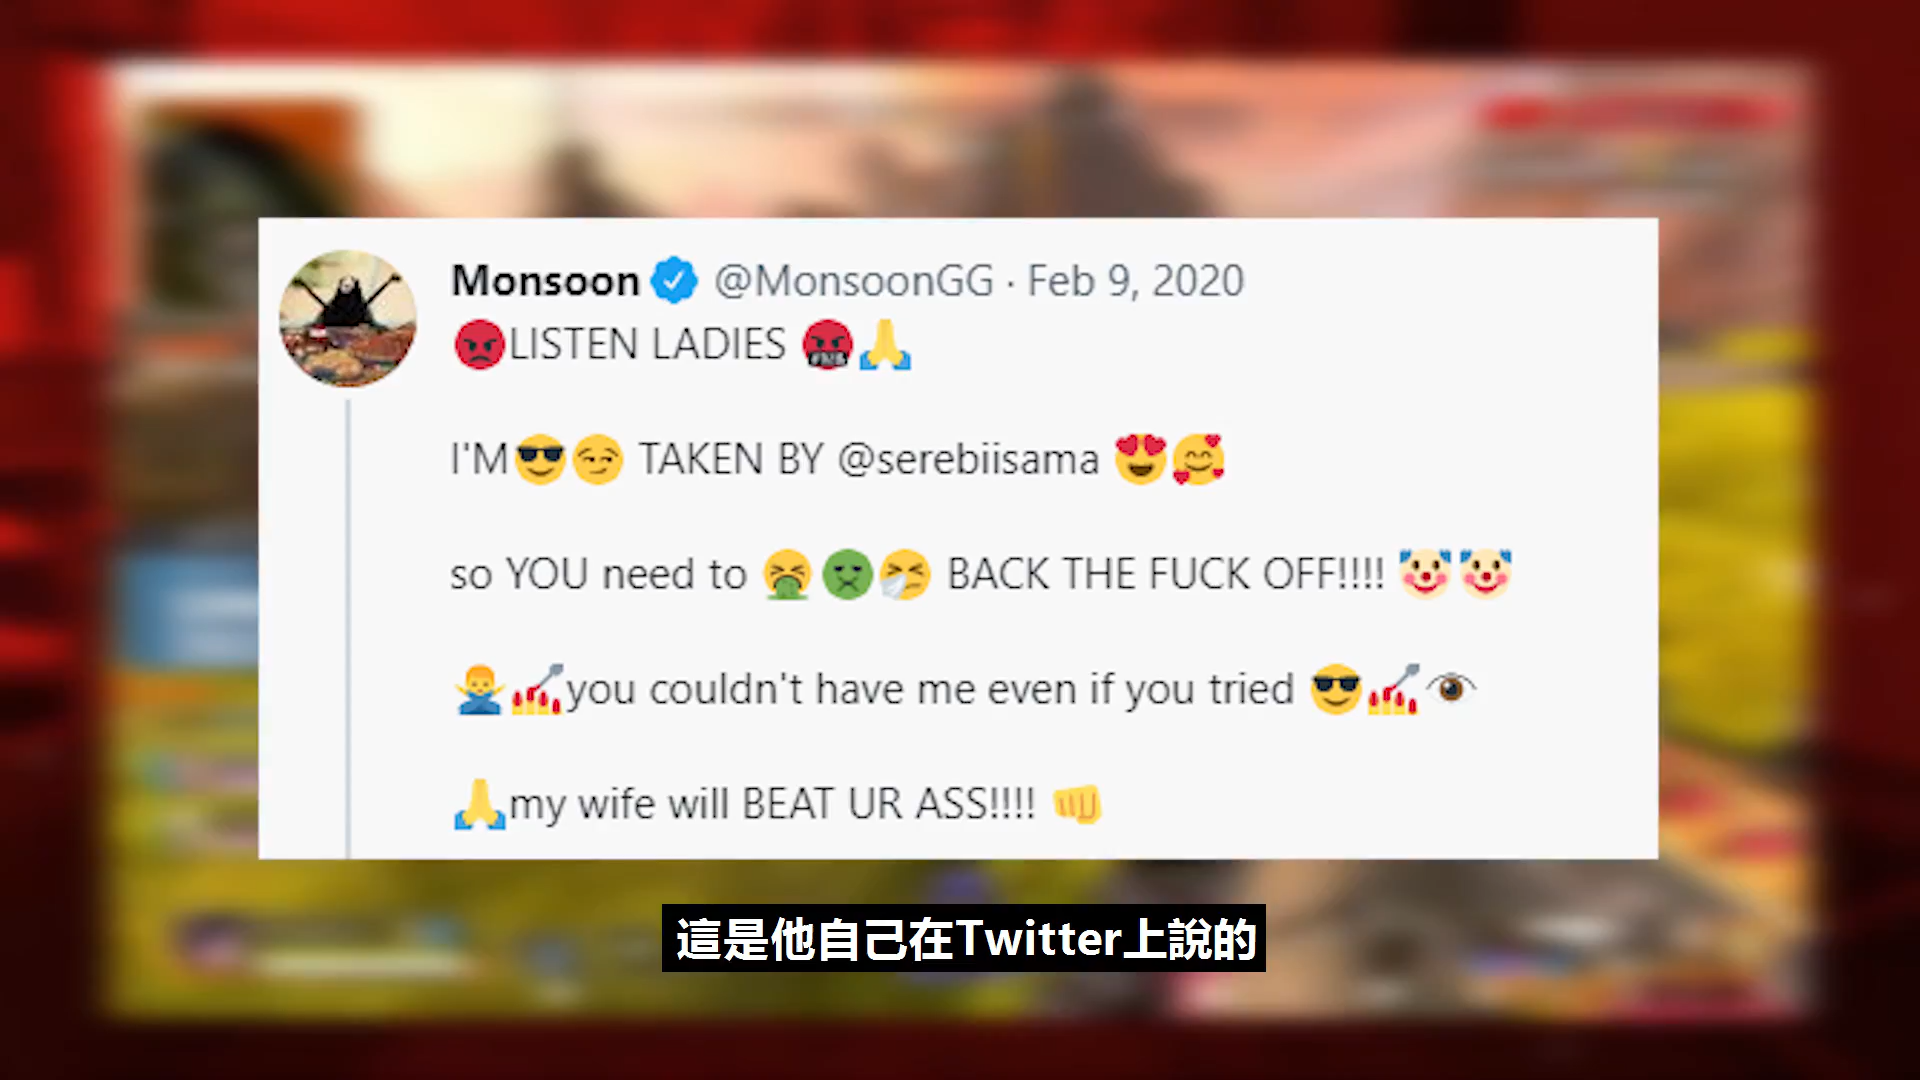 Monsoon @MonsoonGG · Feb 9, 2020
😡LISTEN LADIES 🤬🙏
I'M😎😏 TAKEN BY @serebiisama 😍🥰
so YOU need to 🤮🤢🤧 BACK THE FUCK OFF!!!! 🤡🤡
🙅‍♂️💅you couldn't have me even if you tried 😎💅👁️
🙏my wife will BEAT UR ASS!!!! 👊
這是他自己在Twitter上說的